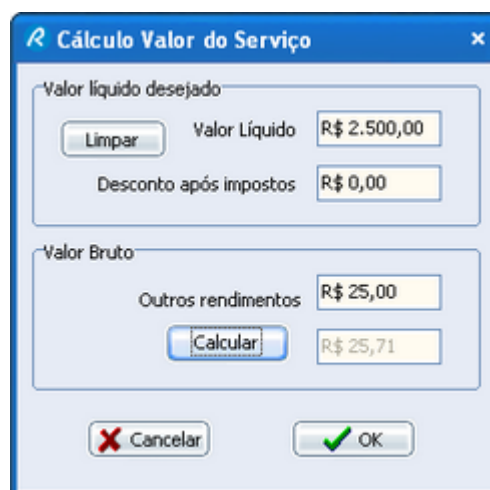 Cálculo Valor do Serviço
Valor líquido desejado
Limpar
Valor Líquido
R$ 2.500,00
Desconto após impostos
R$ 0,00
Valor Bruto
Outros rendimentos
R$ 25,00
Calcular
R$ 25,71
Cancelar
OK